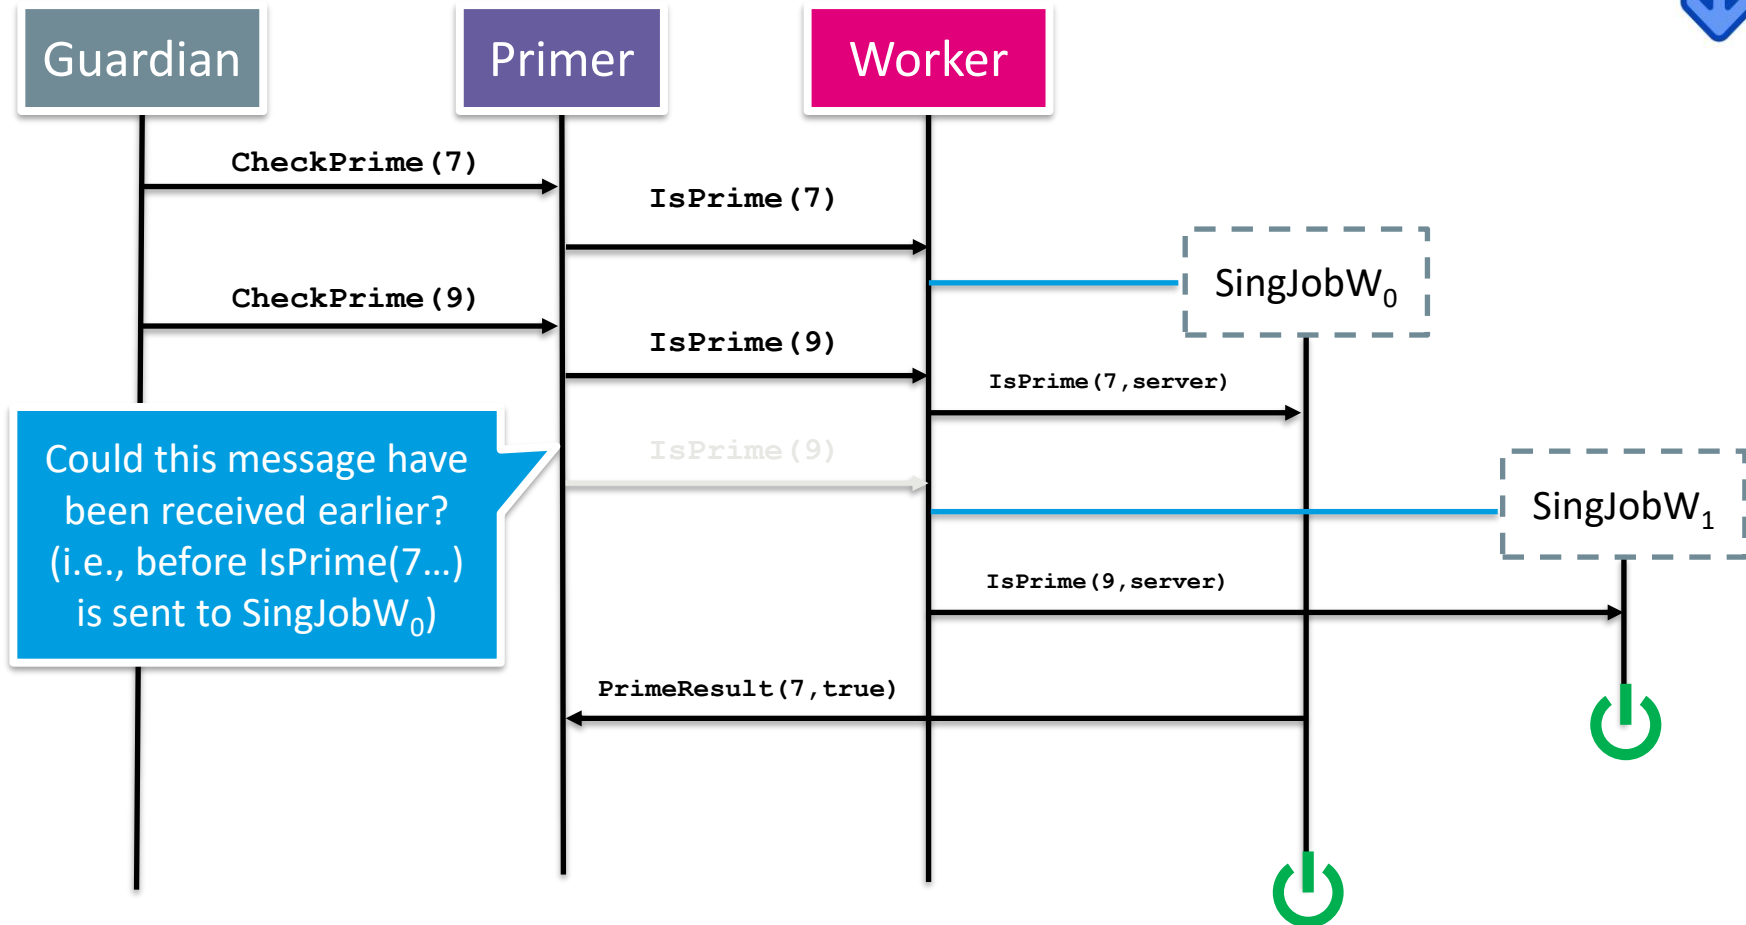 Guardian
Primer
Worker
CheckPrime(7)
IsPrime(7)
SingJobW0
CheckPrime(9)
IsPrime(9)
IsPrime(7,server)
Could this message have
been received earlier?
(i.e., before IsPrime(7…)
is sent to SingJobW0)
IsPrime(9)
SingJobW1
IsPrime(9,server)
PrimeResult(7,true)